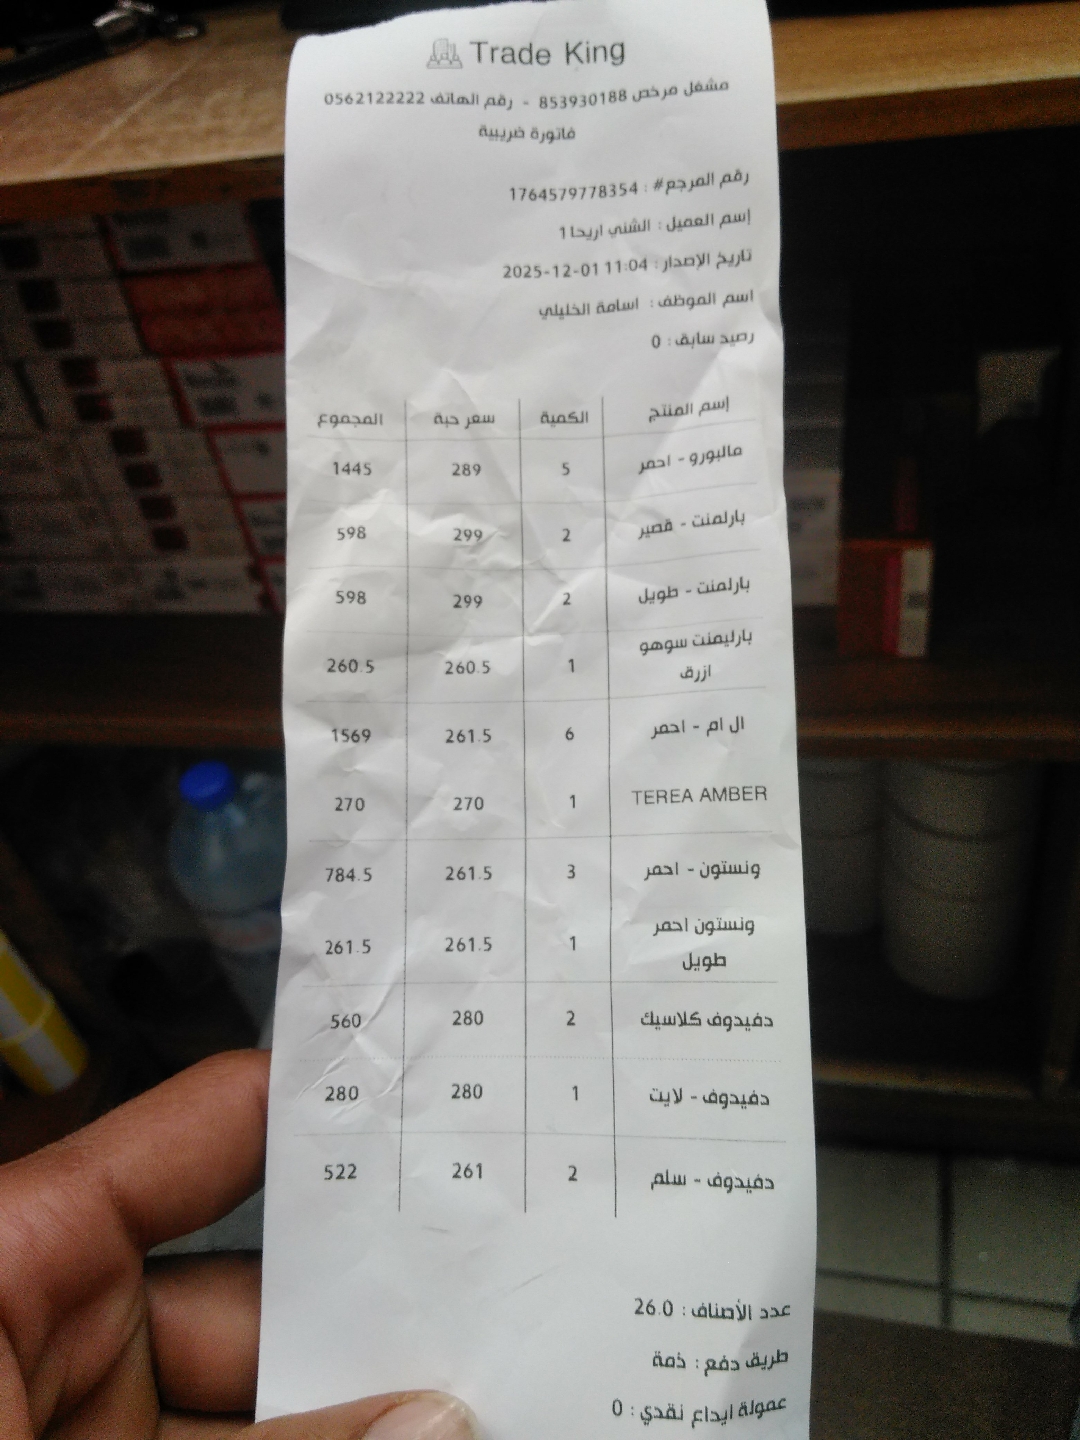 Trade King
مشغل مرخص 853930188 - رقم الهاتف 0562122222
فاتورة ضريبية
رقم المرجع# : 1764579778354
إسم العميل : الشني اريحا1
تاريخ الإصدار : 2025-12-01 11:04
اسم الموظف : اسامة الخليلي
رصيد سابق : 0
إسم المنتج الكمية سعر حبة المجموع
مالبورو - احمر 5 289 1445
بارلمنت - قصير 2 299 598
بارلمنت - طويل 2 299 598
بارليمنت سوهو
ازرق 1 260.5 260.5
ال ام - احمر 6 261.5 1569
TEREA AMBER 1 270 270
ونستون - احمر 3 261.5 784.5
ونستون احمر
طويل 1 261.5 261.5
دفيدوف كلاسيك 2 280 560
دفيدوف - لايت 1 280 280
دفيدوف - سلم 2 261 522
عدد الأصناف : 26.0
طريق دفع : ذمة
عمولة ايداع نقدي : 0